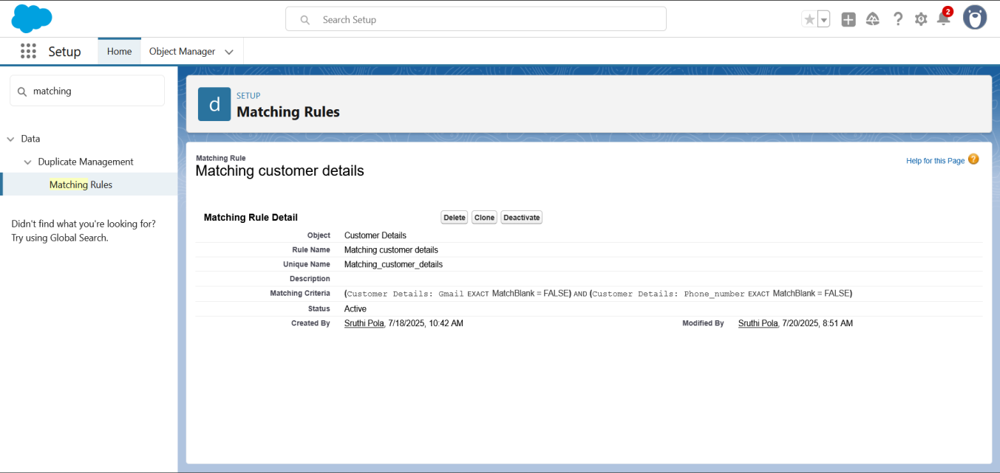 Search Setup
2
Setup
Home
Object Manager
matching
Data
Duplicate Management
Matching Rules
Didn't find what you're looking for?
Try using Global Search.
d
SETUP
Matching Rules
Matching Rule
Matching customer details
Help for this Page ?
Matching Rule Detail
Delete Clone Deactivate
Object Customer Details
Rule Name Matching customer details
Unique Name Matching_customer_details
Description
Matching Criteria (Customer Details: Gmail EXACT MatchBlank = FALSE) AND (Customer Details: Phone_number EXACT MatchBlank = FALSE)
Status Active
Created By Sruthi Pola, 7/18/2025, 10:42 AM Modified By Sruthi Pola, 7/20/2025, 8:51 AM